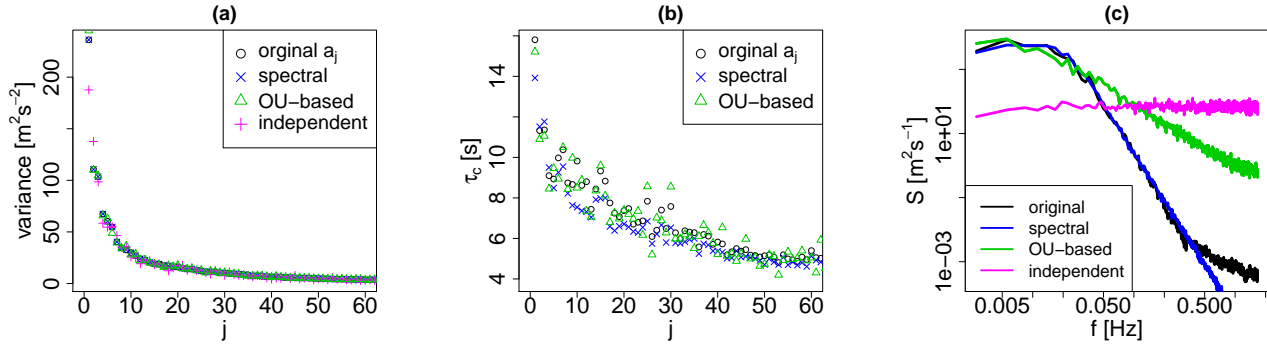 (a)
variance [m²s⁻²]
0 50 100 200
0 10 20 30 40 50 60
j
orginal aⱼ
spectral
OU−based
independent
(b)
τc [s]
4 6 8 10 12 16
0 10 20 30 40 50 60
j
orginal aⱼ
spectral
OU−based
(c)
S [m²s⁻¹]
1e−03 1e+01
0.005 0.050 0.500
f [Hz]
original
spectral
OU−based
independent